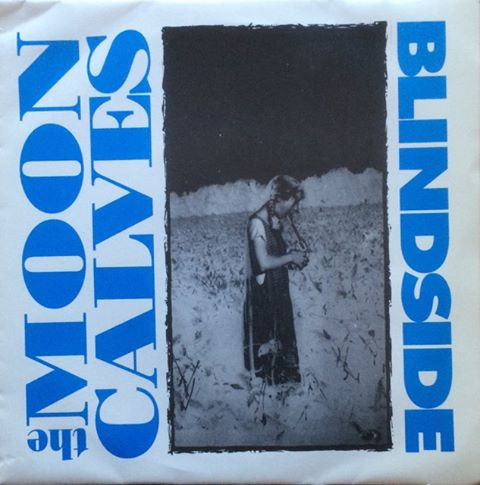 the MOON
CALVES
BLINDSIDE